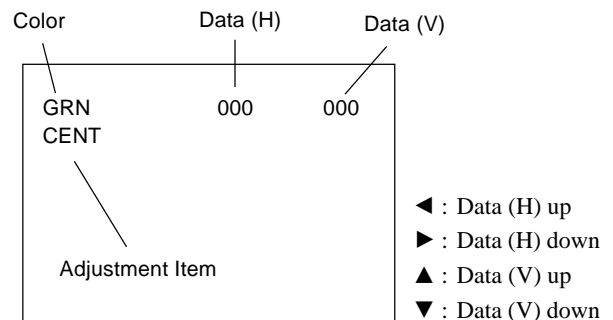 Color Data (H) Data (V)
GRN 000 000
CENT
Adjustment Item
◀ : Data (H) up
▶ : Data (H) down
▲ : Data (V) up
▼ : Data (V) down